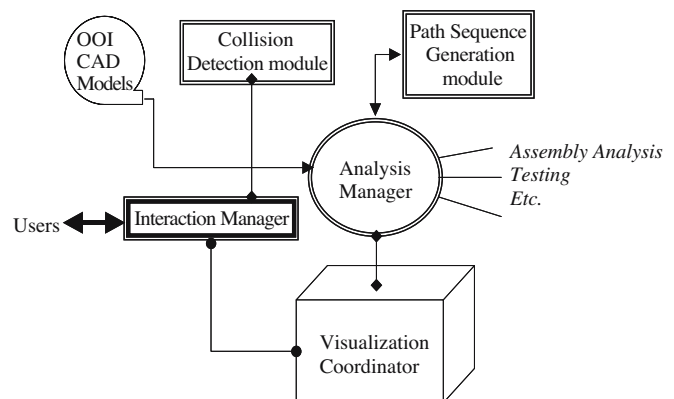 OOI
CAD
Models
Collision
Detection module
Path Sequence
Generation
module
Analysis
Manager
Assembly Analysis
Testing
Etc.
Users
Interaction Manager
Visualization
Coordinator